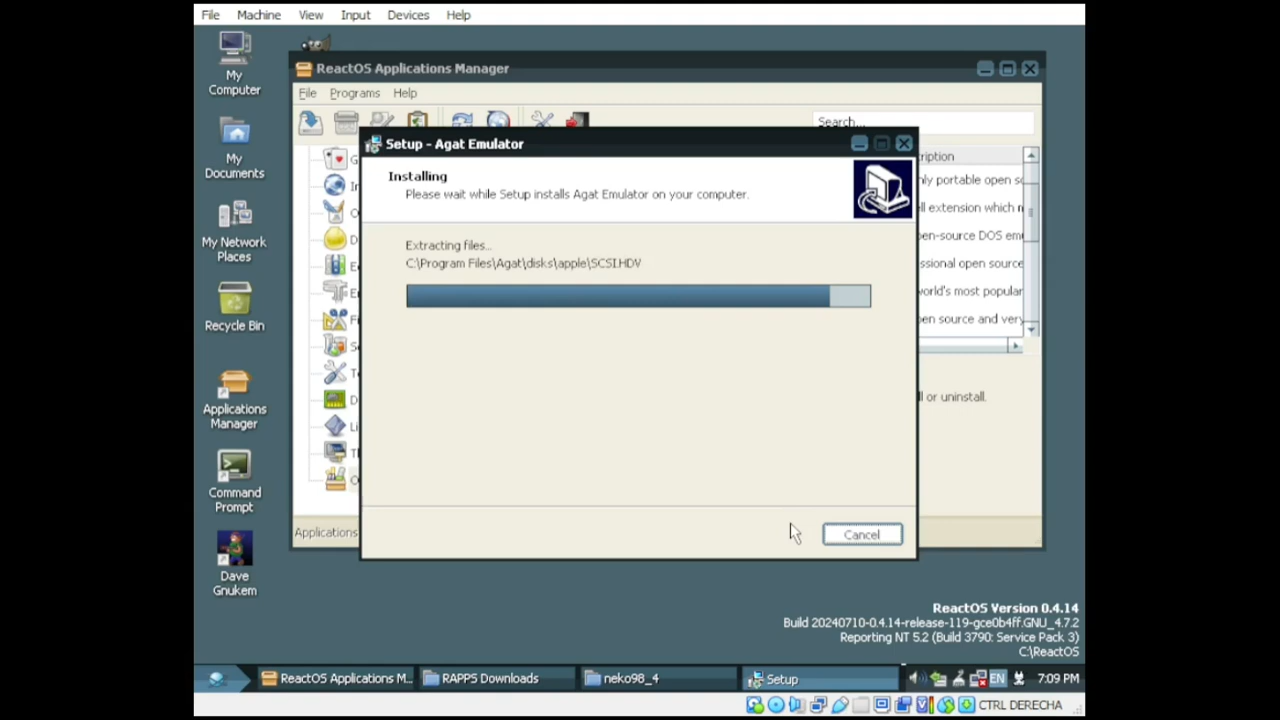 File Machine View Input Devices Help
My Computer
My Documents
My Network Places
Recycle Bin
Applications Manager
Command Prompt
Dave Gnukem
ReactOS Applications Manager
File Programs Help
Search...
Setup - Agat Emulator
Installing
Please wait while Setup installs Agat Emulator on your computer.
Extracting files...
C:\Program Files\Agat\disks\apple\SCSI.HDV
Cancel
ription
nly portable open so
ll extension which n
en-source DOS em
ssional open source
world's most popular
en source and very
ll or uninstall.
Applications
ReactOS Version 0.4.14
Build 20240710-0.4.14-release-119-gce0b4ff.GNU_4.7.2
Reporting NT 5.2 (Build 3790: Service Pack 3)
C:\ReactOS
ReactOS Applications M... RAPPS Downloads neko98_4 Setup EN 7:09 PM
CTRL DERECHA